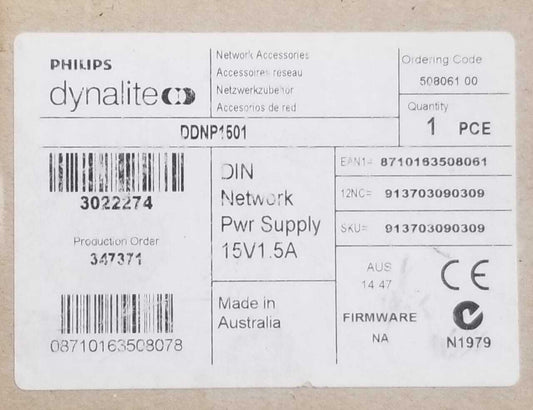 PHILIPS
dynalite
Network Accessories
Accessoires reseau
Netzwerkzubehör
Accesorios de red
Ordering Code
508061 00
Quantity
1 PCE
DDNP1501
3022274
Production Order
347371
08710163508078
DIN
Network
Pwr Supply
15V1.5A
Made in
Australia
EAN1= 8710163508061
12NC= 913703090309
SKU= 913703090309
AUS
14 47
CE
FIRMWARE
NA
N1979